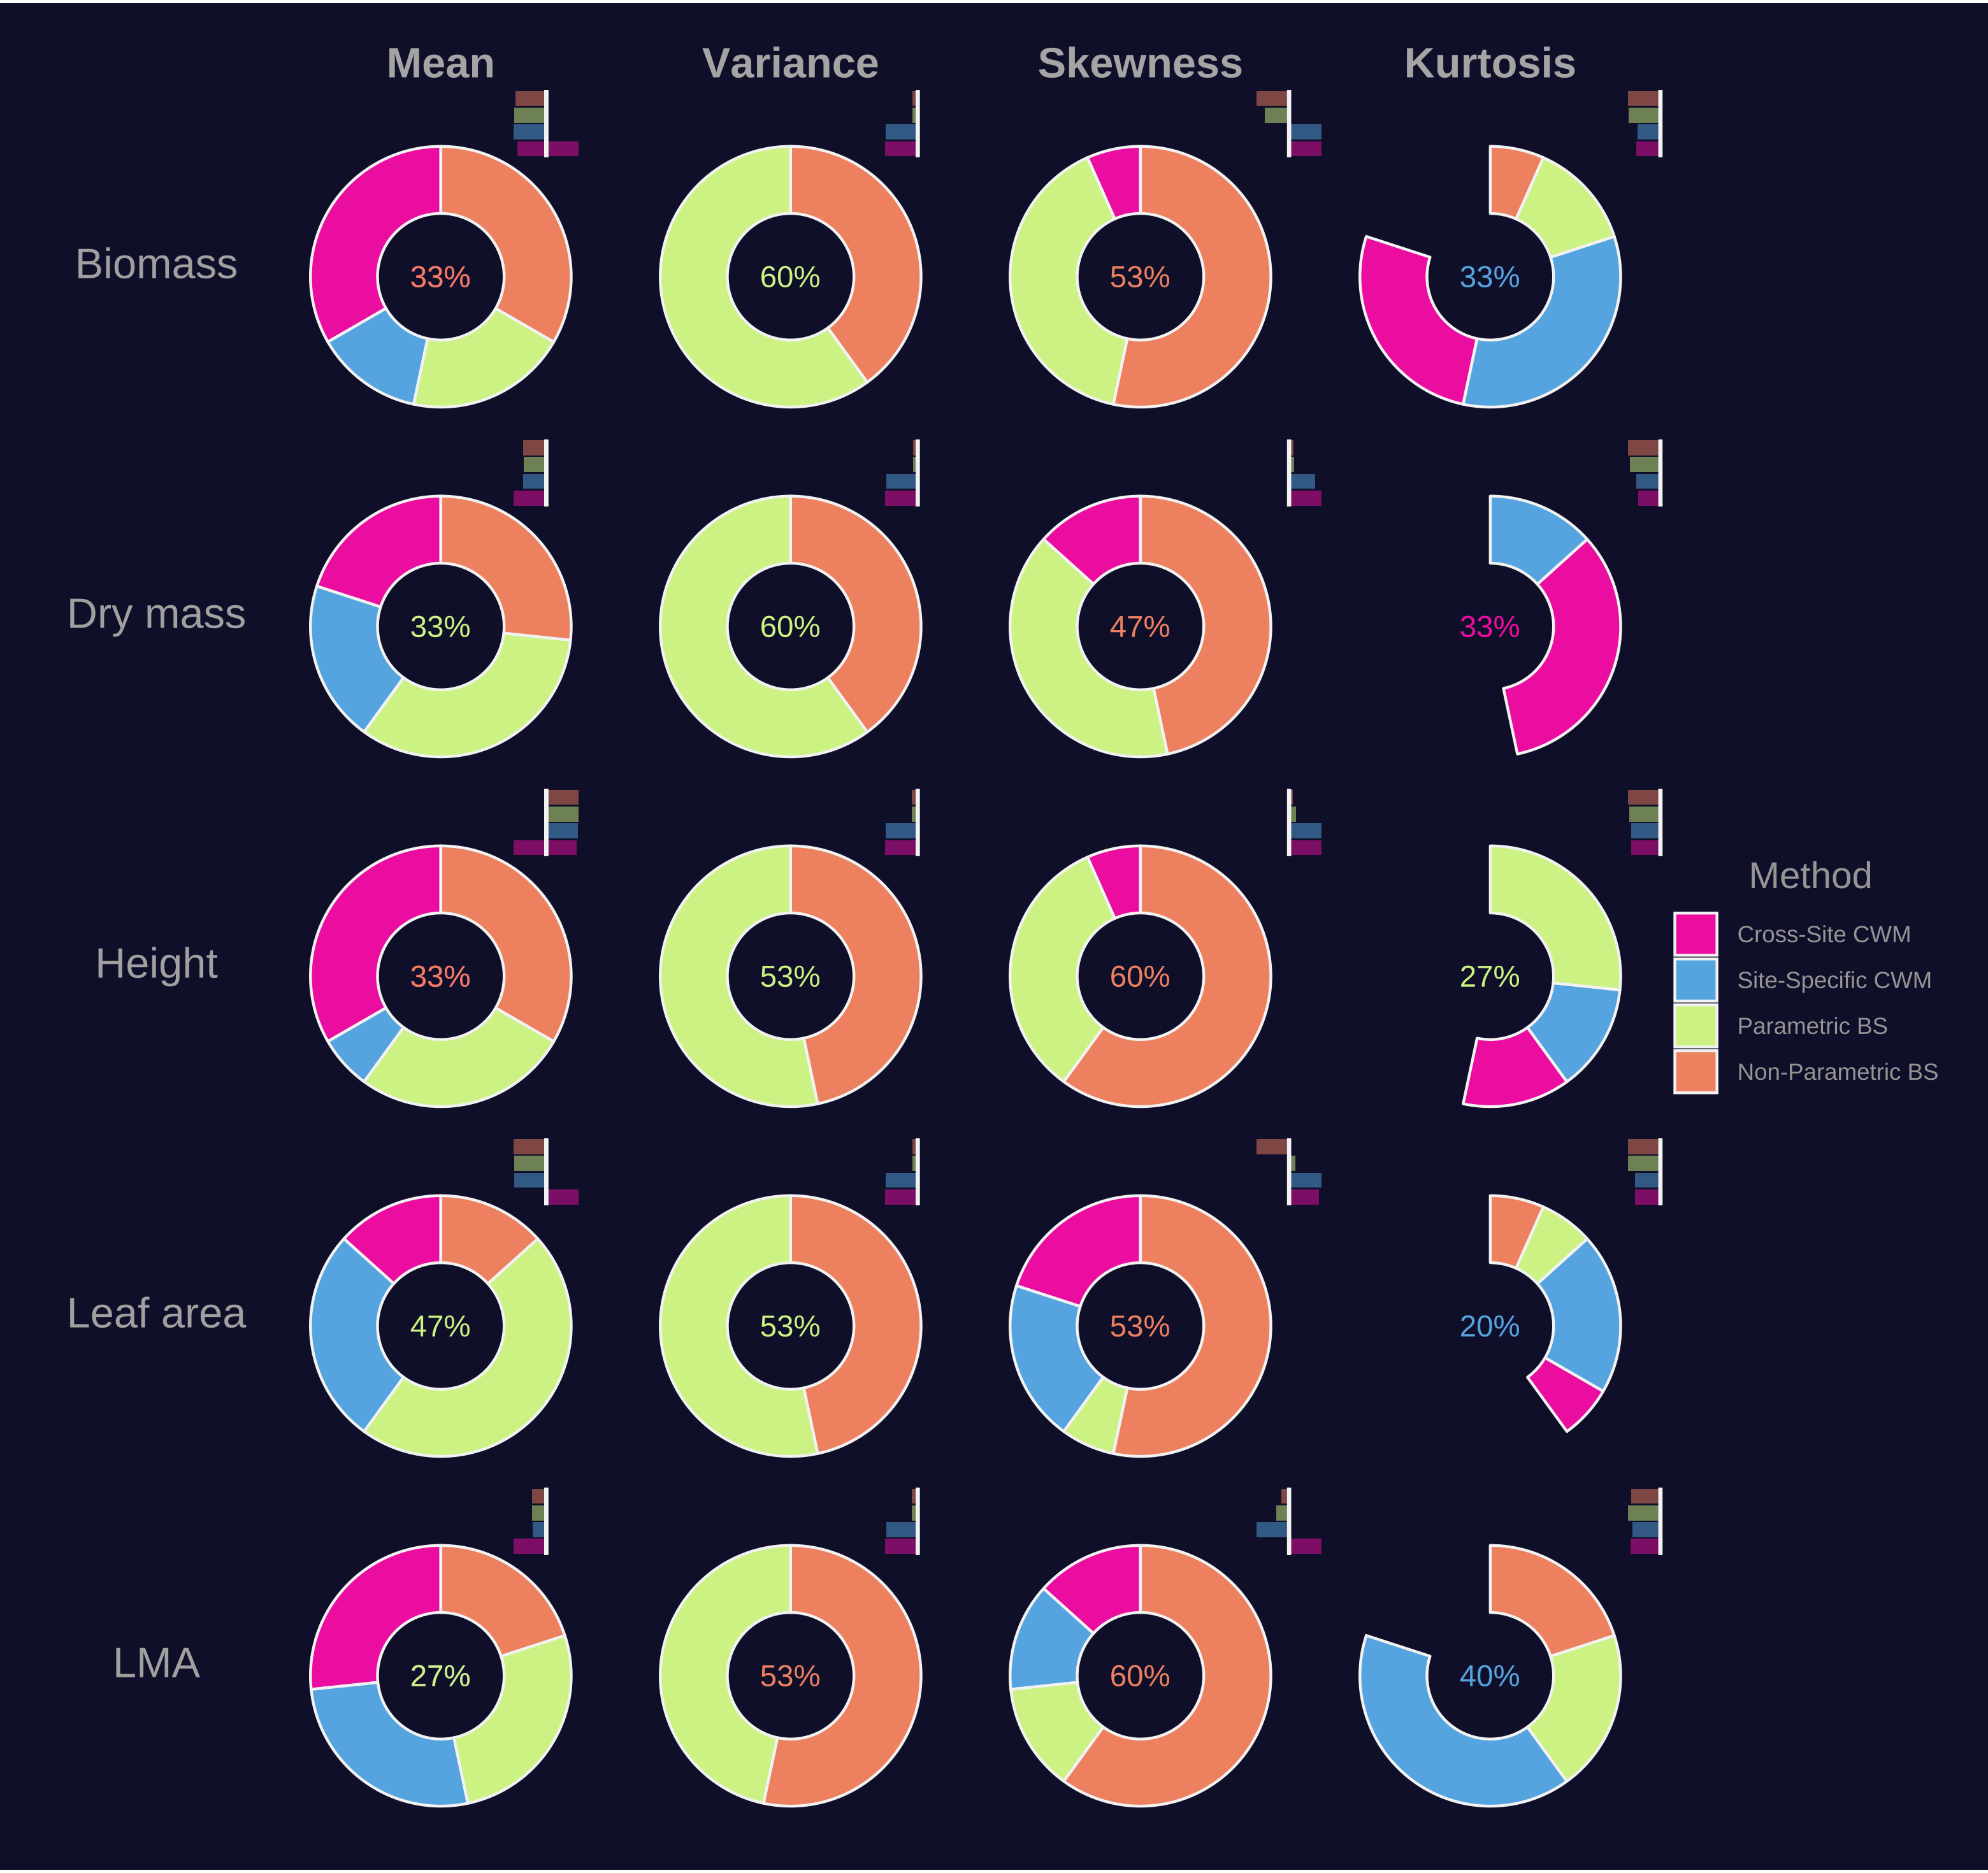 Mean Variance Skewness Kurtosis
Biomass 33% 60% 53% 33%
Dry mass 33% 60% 47% 33%
Height 33% 53% 60% 27%
Method
Cross-Site CWM
Site-Specific CWM
Parametric BS
Non-Parametric BS
Leaf area 47% 53% 53% 20%
LMA 27% 53% 60% 40%